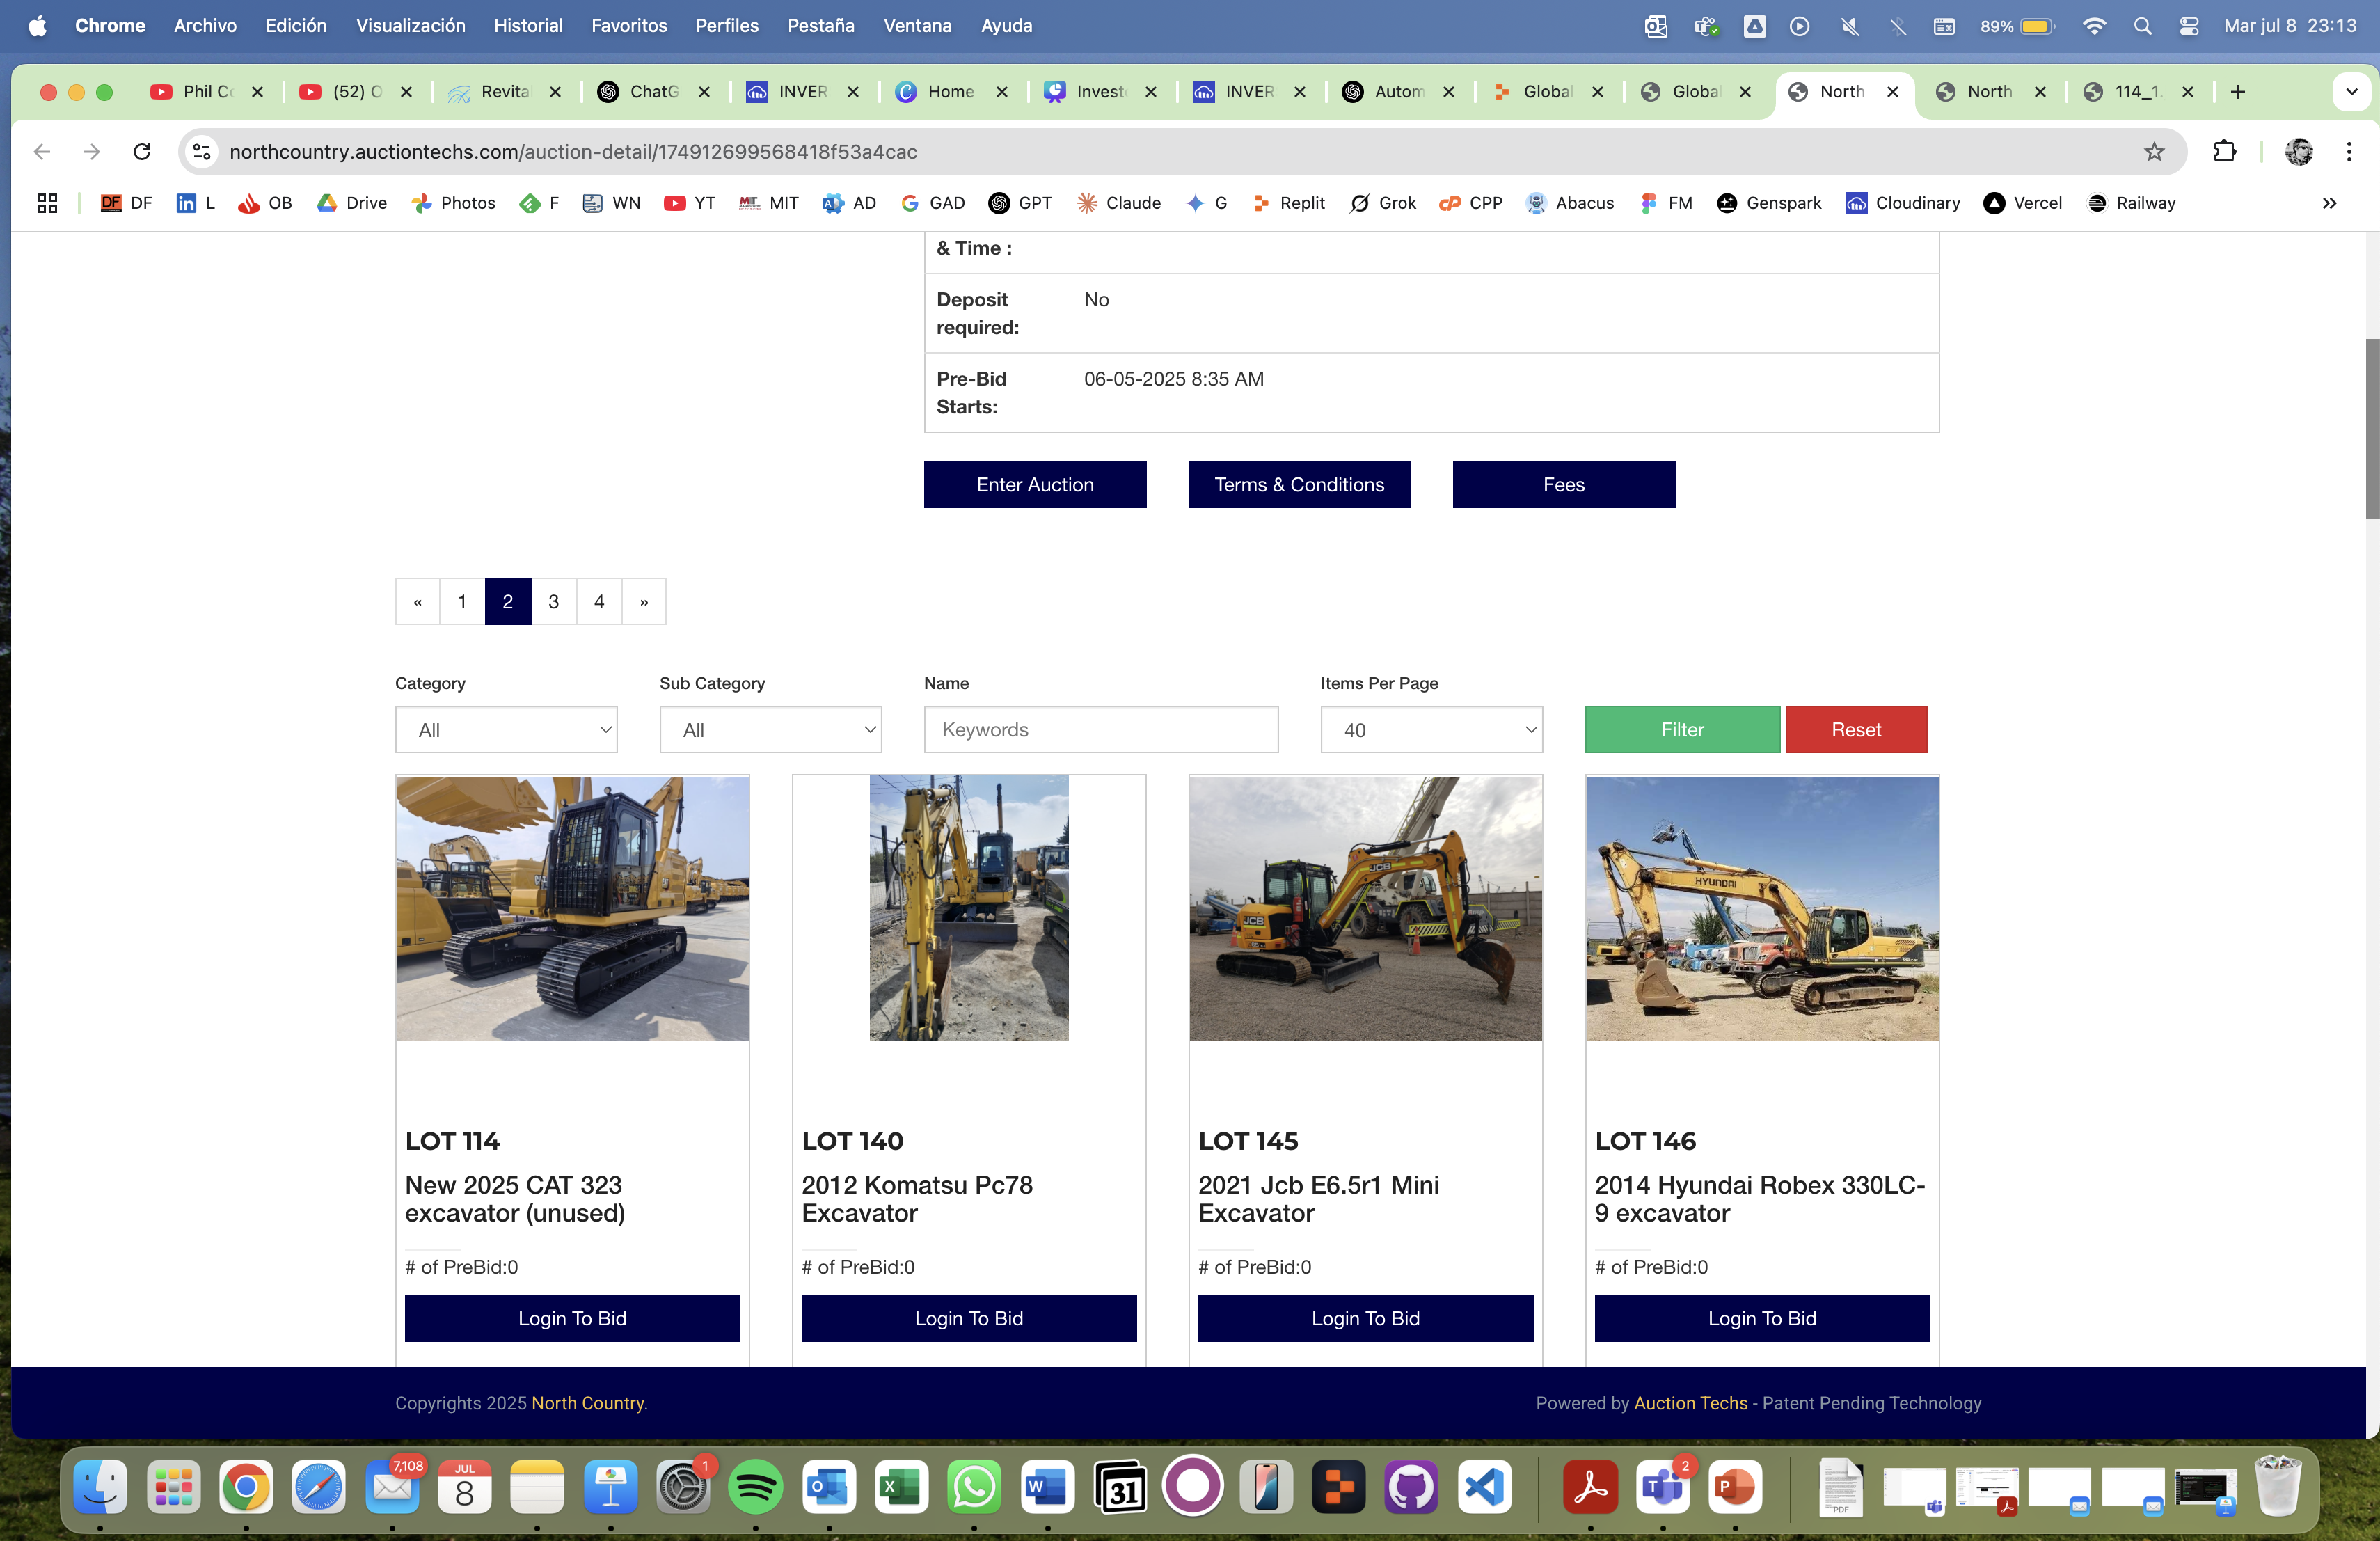 Chrome Archivo Edición Visualización Historial Favoritos Perfiles Pestaña Ventana Ayuda 89% Mar jul 8 23:13
Phil C (52) O Revita ChatG INVER Home Invest INVER Autom Global Globa North North 114_1.
northcountry.auctiontechs.com/auction-detail/174912699568418f53a4cac
DF DF L OB Drive Photos F WN YT MIT AD GAD GPT Claude G Replit Grok CPP Abacus FM Genspark Cloudinary Vercel Railway »
& Time :
Deposit required: No
Pre-Bid Starts: 06-05-2025 8:35 AM
Enter Auction Terms & Conditions Fees
« 1 2 3 4 »
Category Sub Category Name Items Per Page
All All Keywords 40 Filter Reset
JCB JCB HYUNDAI
LOT 114
New 2025 CAT 323
excavator (unused)
# of PreBid:0
Login To Bid
LOT 140
2012 Komatsu Pc78
Excavator
# of PreBid:0
Login To Bid
LOT 145
2021 Jcb E6.5r1 Mini
Excavator
# of PreBid:0
Login To Bid
LOT 146
2014 Hyundai Robex 330LC-
9 excavator
# of PreBid:0
Login To Bid
Copyrights 2025 North Country. Powered by Auction Techs - Patent Pending Technology
7,108 JUL 8 1 31 2 PDF